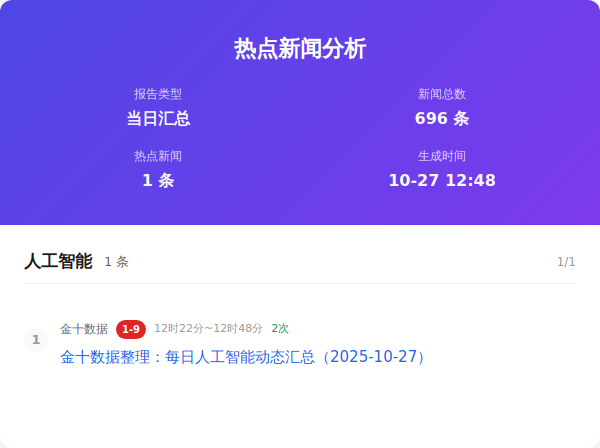 热点新闻分析
报告类型
新闻总数
当日汇总
696 条
热点新闻
生成时间
1 条
10-27 12:48
人工智能 1 条 1/1
1
金十数据 1-9 12时22分~12时48分 2次
金十数据整理：每日人工智能动态汇总（2025-10-27）